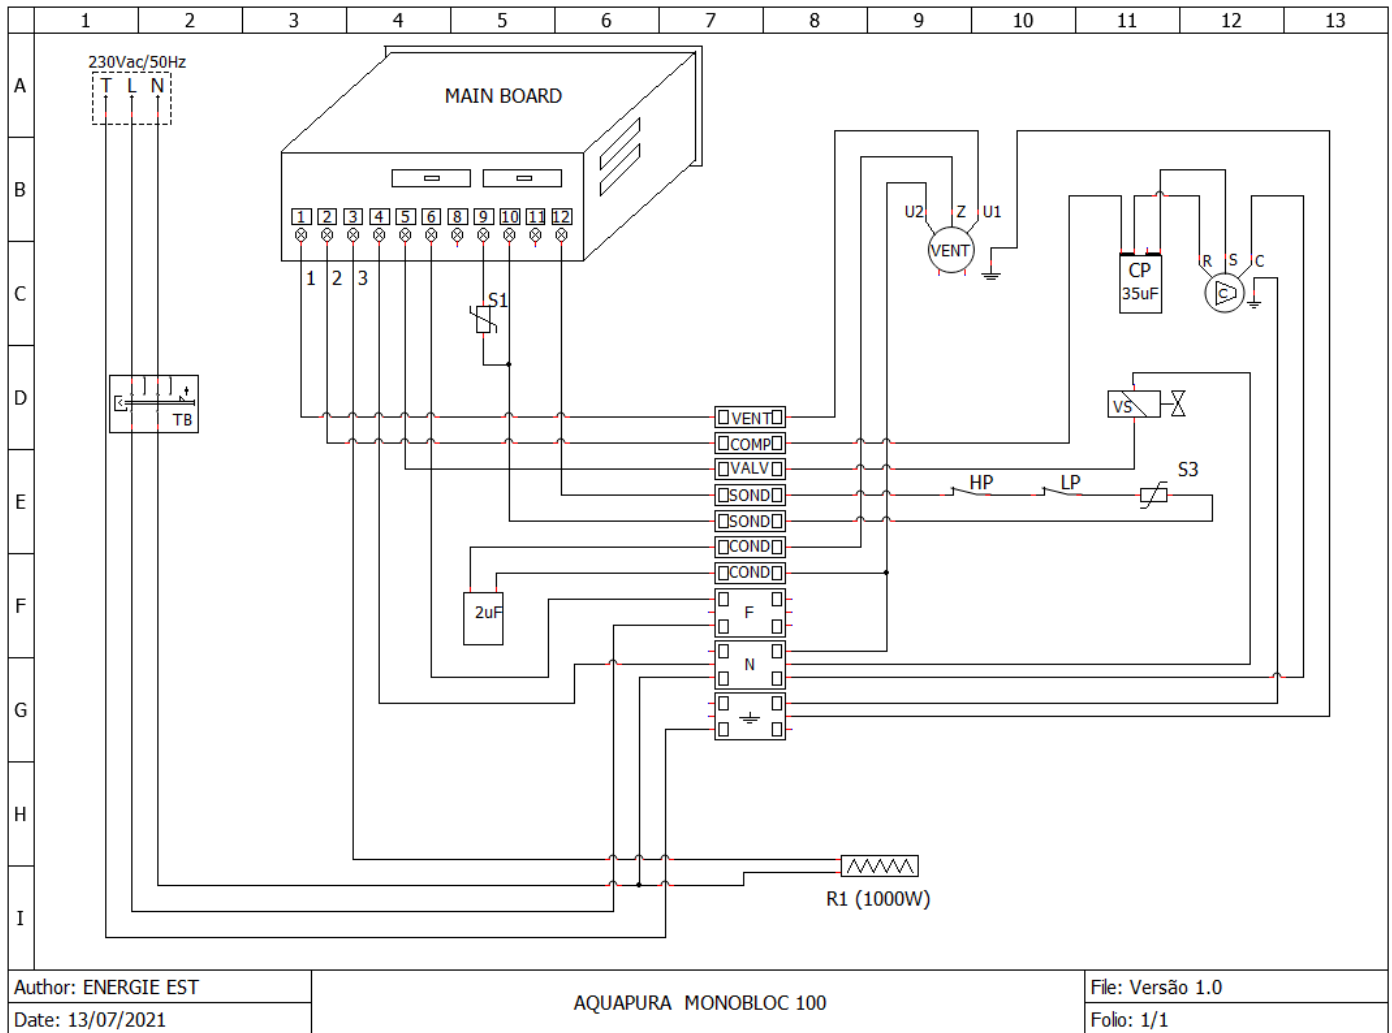 1 2 3 4 5 6 7 8 9 10 11 12 13
A
B
C
D
E
F
G
H
I
230Vac/50Hz
T L N
MAIN BOARD
1 2 3 4 5 6 8 9 10 11 12
1 2 3
S1
U2 Z U1
VENT
CP
35uF
R S C
C
TB
VS
VENT
COMP
VALV
SOND
SOND
COND
COND
F
N
HP LP S3
2uF
R1 (1000W)
Author: ENERGIE EST
Date: 13/07/2021
AQUAPURA MONOBLOC 100
File: Versão 1.0
Folio: 1/1